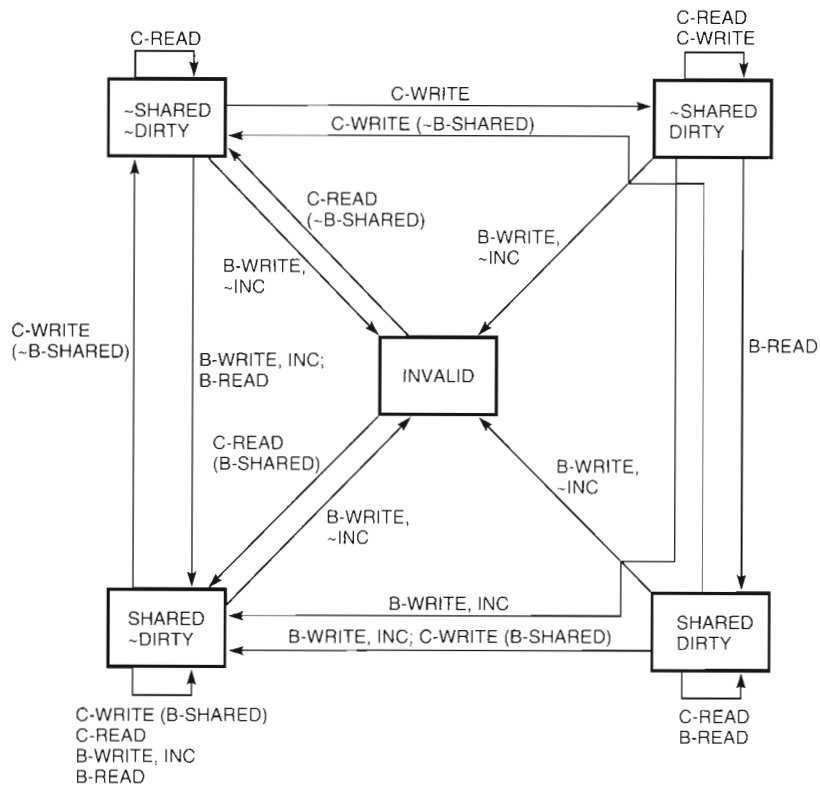 C-READ
C-READ
C-WRITE
~SHARED
~DIRTY
C-WRITE
C-WRITE (~B-SHARED)
~SHARED
DIRTY
C-READ
(~B-SHARED)
B-WRITE,
~INC
B-WRITE,
~INC
C-WRITE
(~B-SHARED)
B-WRITE, INC;
B-READ
INVALID
B-READ
C-READ
(B-SHARED)
B-WRITE,
~INC
B-WRITE,
~INC
SHARED
~DIRTY
B-WRITE, INC
B-WRITE, INC; C-WRITE (B-SHARED)
SHARED
DIRTY
C-WRITE (B-SHARED)
C-READ
B-WRITE, INC
B-READ
C-READ
B-READ